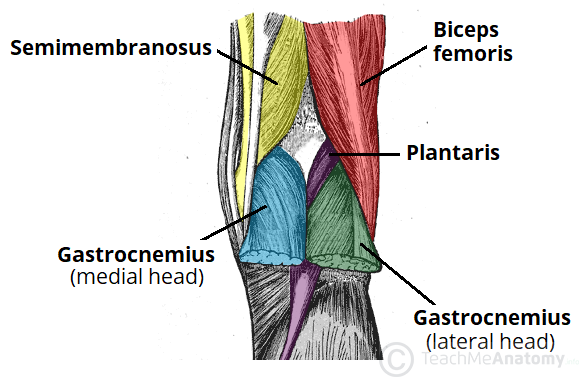 Semimembranosus
Biceps
femoris
Plantaris
Gastrocnemius
(medial head)
Gastrocnemius
(lateral head)
© TeachMeAnatomy